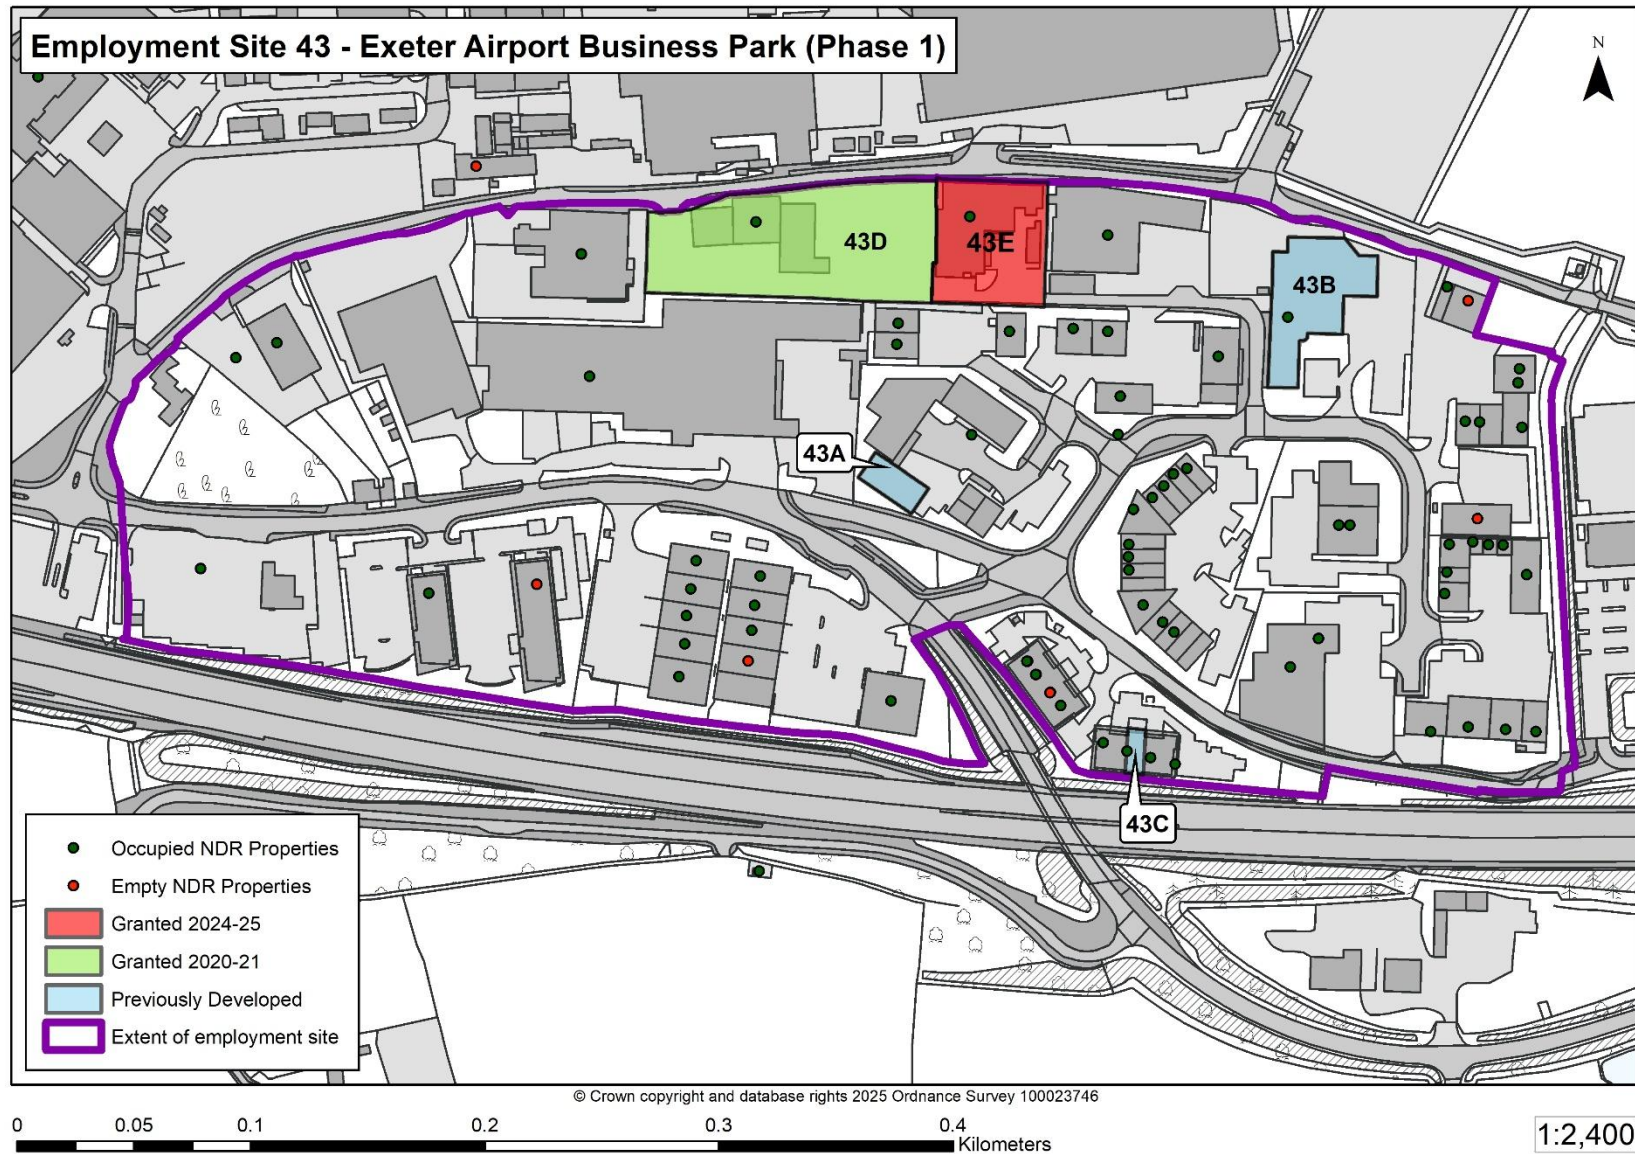 Employment Site 43 - Exeter Airport Business Park (Phase 1)
N
43D
43E
43B
43A
43C
Occupied NDR Properties
Empty NDR Properties
Granted 2024-25
Granted 2020-21
Previously Developed
Extent of employment site
© Crown copyright and database rights 2025 Ordnance Survey 100023746
0 0.05 0.1 0.2 0.3 0.4
Kilometers
1:2,400